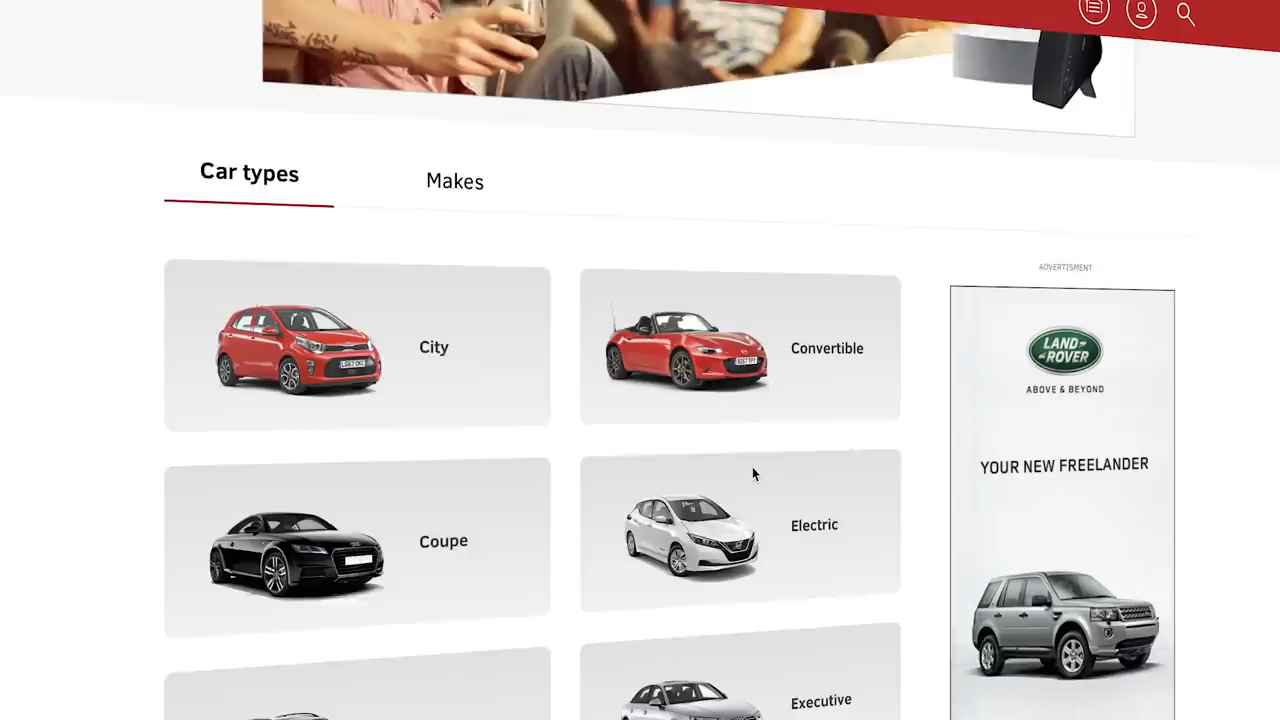 Car types
Makes
City
Convertible
ADVERTISMENT
LAND
ROVER
ABOVE & BEYOND
YOUR NEW FREELANDER
Coupe
Electric
Executive